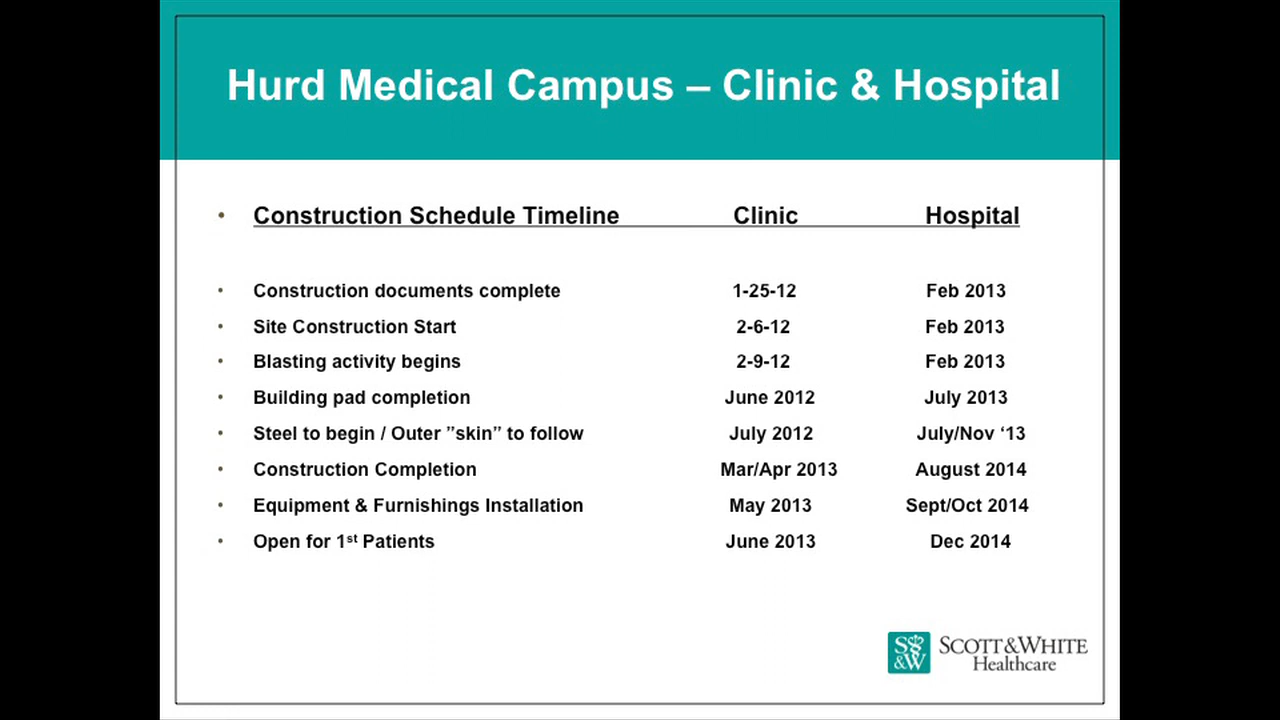 Hurd Medical Campus – Clinic & Hospital
• Construction Schedule Timeline Clinic Hospital
• Construction documents complete 1-25-12 Feb 2013
• Site Construction Start 2-6-12 Feb 2013
• Blasting activity begins 2-9-12 Feb 2013
• Building pad completion June 2012 July 2013
• Steel to begin / Outer ”skin” to follow July 2012 July/Nov ‘13
• Construction Completion Mar/Apr 2013 August 2014
• Equipment & Furnishings Installation May 2013 Sept/Oct 2014
• Open for 1st Patients June 2013 Dec 2014
S&W SCOTT&WHITE
Healthcare